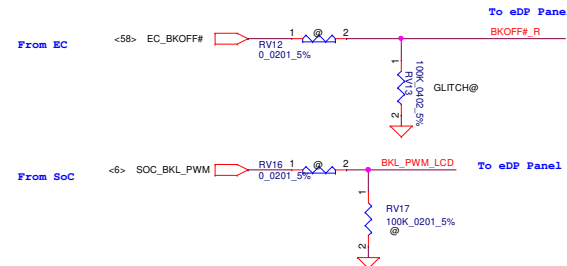 To eDP Pane
From EC
<58> EC_BKOFF#
1 @ 2
RV12
0_0201_5%
BKOFF#_R
1
RV13
100K_0402_5%
2
GLITCH@
From SoC
<6> SOC_BKL_PWM
RV16 1 @ 2
0_0201_5%
BKL_PWM_LCD
To eDP Panel
1
RV17
100K_0201_5%
@
2